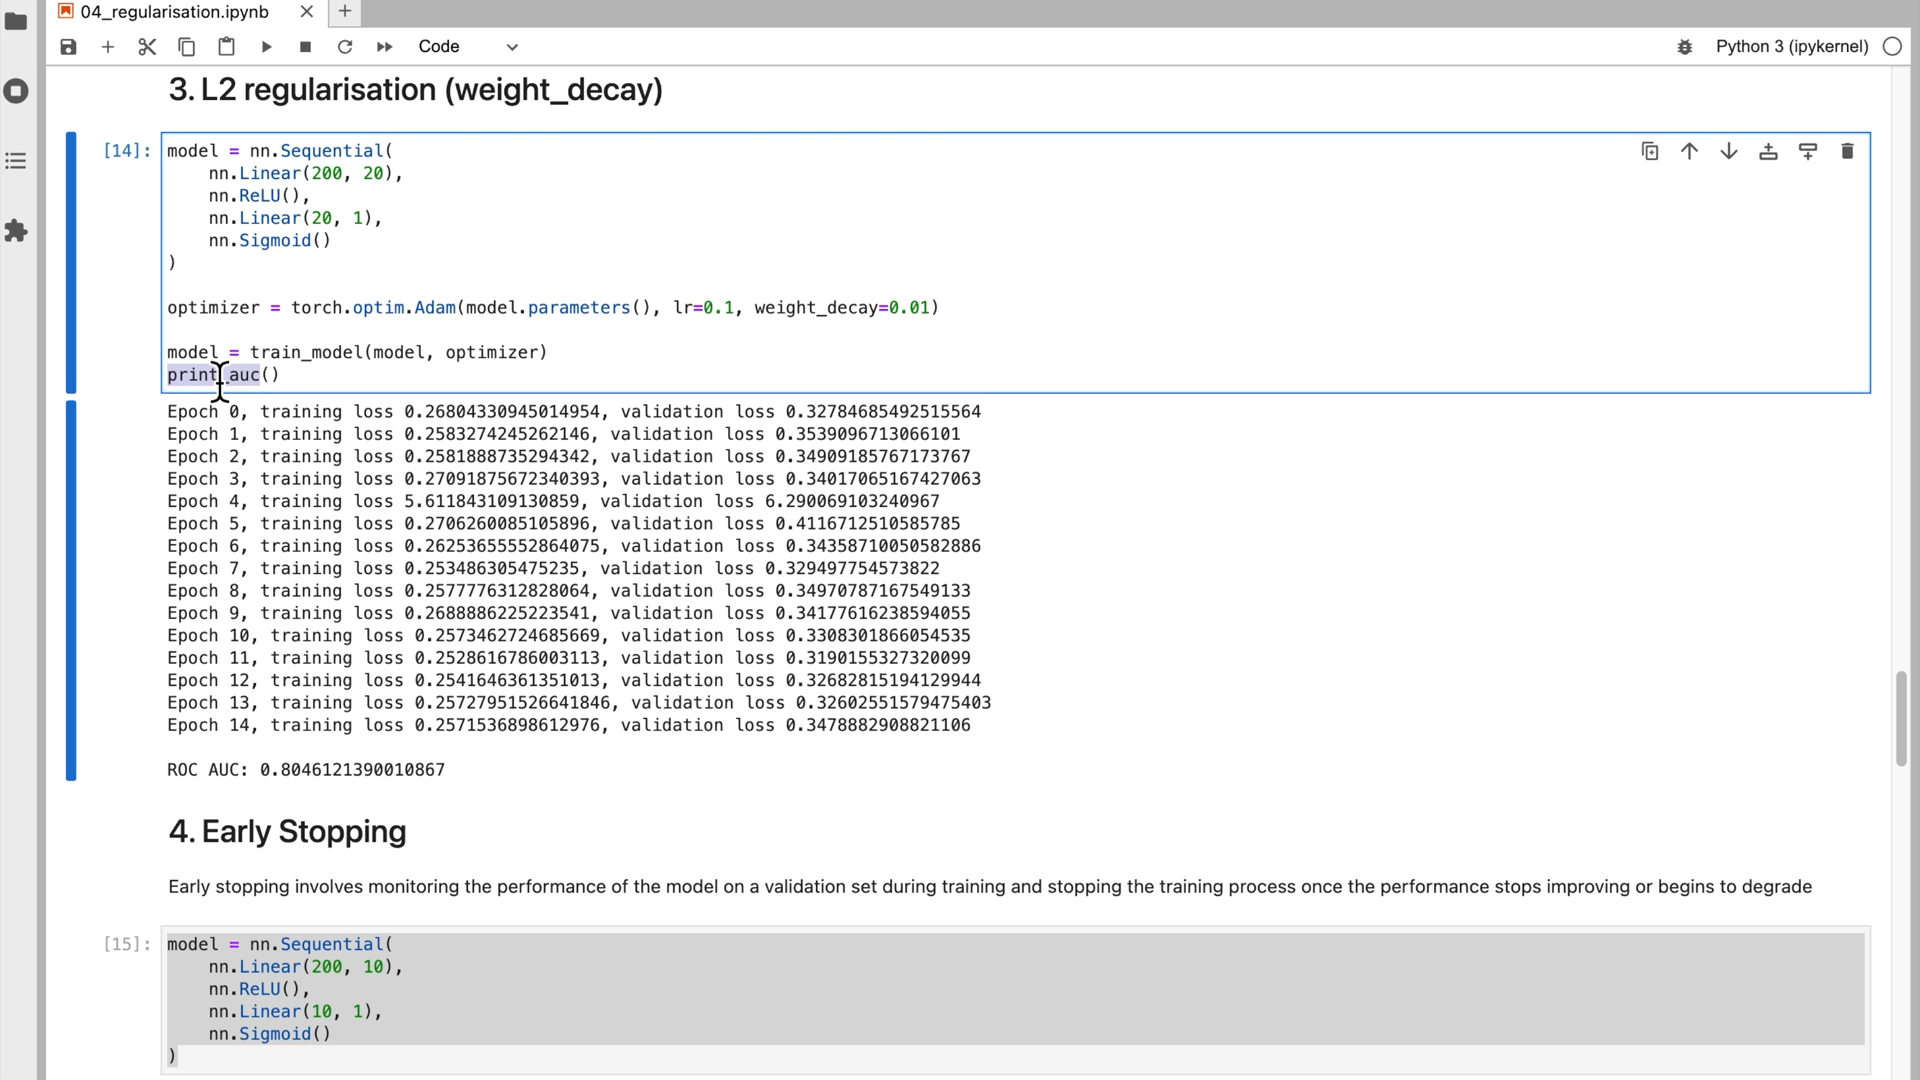 04_regularisation.ipynb
Code
Python 3 (ipykernel)
3. L2 regularisation (weight_decay)
[14]:
model = nn.Sequential(
    nn.Linear(200, 20),
    nn.ReLU(),
    nn.Linear(20, 1),
    nn.Sigmoid()
)
optimizer = torch.optim.Adam(model.parameters(), lr=0.1, weight_decay=0.01)
model = train_model(model, optimizer)
print_auc()
Epoch 0, training loss 0.26804330945014954, validation loss 0.32784685492515564
Epoch 1, training loss 0.2583274245262146, validation loss 0.3539096713066101
Epoch 2, training loss 0.2581888735294342, validation loss 0.34909185767173767
Epoch 3, training loss 0.27091875672340393, validation loss 0.340170651674270​63
Epoch 4, training loss 5.611843109130859, validation loss 6.290069103240967
Epoch 5, training loss 0.2706260085105896, validation loss 0.4116712510585785
Epoch 6, training loss 0.26253655552864075, validation loss 0.34358710050582886
Epoch 7, training loss 0.253486305475235, validation loss 0.329497754573822
Epoch 8, training loss 0.2577776312828064, validation loss 0.34970787167549133
Epoch 9, training loss 0.2688886225223541, validation loss 0.341776162385940​55
Epoch 10, training loss 0.2573462724685669, validation loss 0.3308301866054535
Epoch 11, training loss 0.2528616786003113, validation loss 0.3190155327320099
Epoch 12, training loss 0.2541646361351013, validation loss 0.32682815194129944
Epoch 13, training loss 0.25727951526641846, validation loss 0.32602551579475403
Epoch 14, training loss 0.2571536898612976, validation loss 0.3478882908821106
ROC AUC: 0.8046121390010867
4. Early Stopping
Early stopping involves monitoring the performance of the model on a validation set during training and stopping the training process once the performance stops improving or begins to degrade
[15]:
model = nn.Sequential(
    nn.Linear(200, 10),
    nn.ReLU(),
    nn.Linear(10, 1),
    nn.Sigmoid()
)